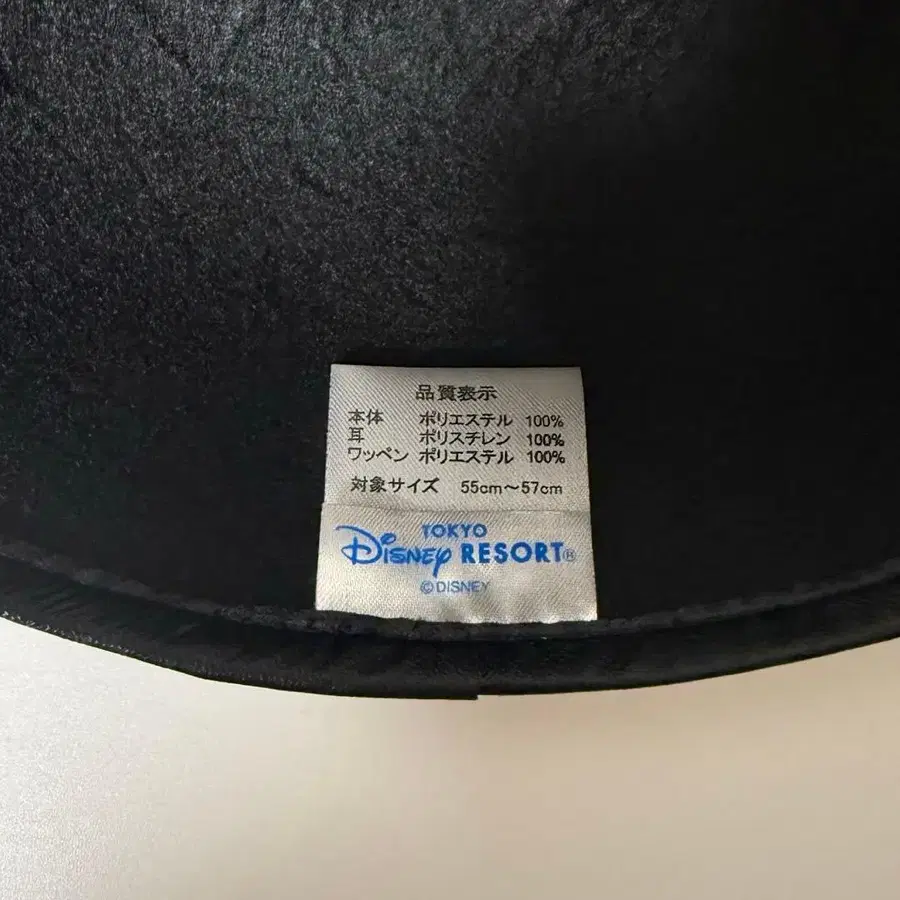 品質表示
本体 ポリエステル 100%
耳 ポリスチレン 100%
ワッペン ポリエステル 100%
対象サイズ 55cm～57cm
TOKYO
Disney RESORT®
©DISNEY